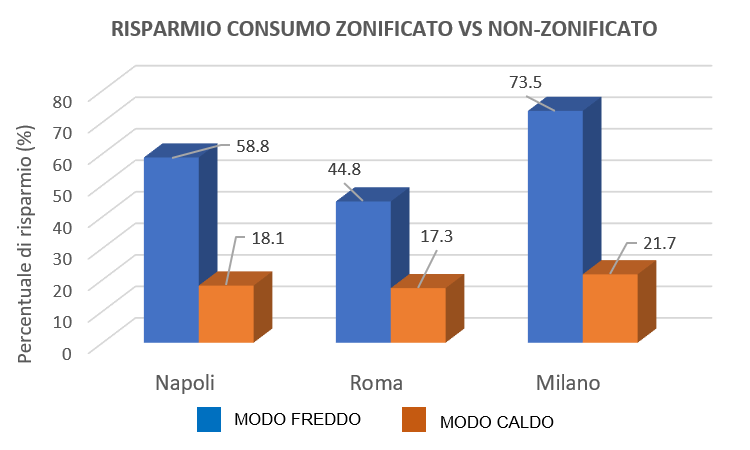 RISPARMIO CONSUMO ZONIFICATO VS NON-ZONIFICATO
Percentuale di risparmio (%)
80
70
60
50
40
30
20
10
0
58.8
18.1
44.8
17.3
73.5
21.7
Napoli
Roma
Milano
MODO FREDDO
MODO CALDO